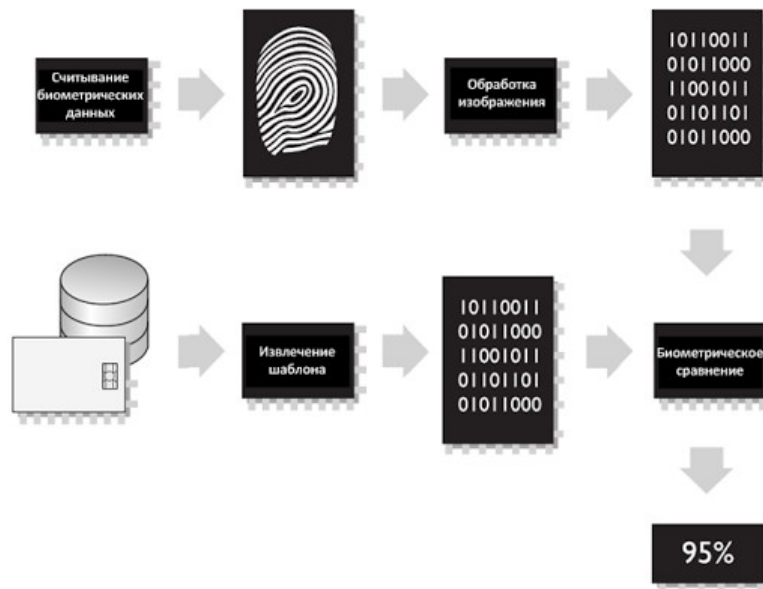 Считывание
биометрических
данных
Обработка
изображения
10110011
01011000
11001011
01101101
01011000
Извлечение
шаблона
10110011
01011000
11001011
01101101
01011000
Биометрическое
сравнение
95%